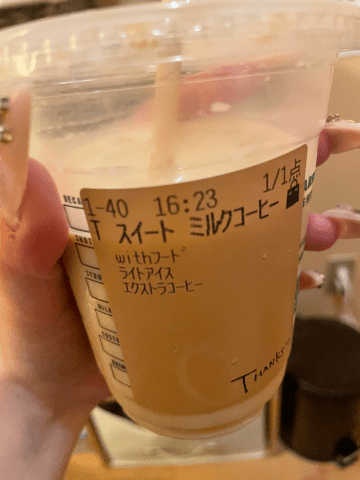 1-40 16:23 1/1点
T スイート ミルクコーヒー
withフード
ライトアイス
エクストラコーヒー
THANKS
DECAF
SHOTS